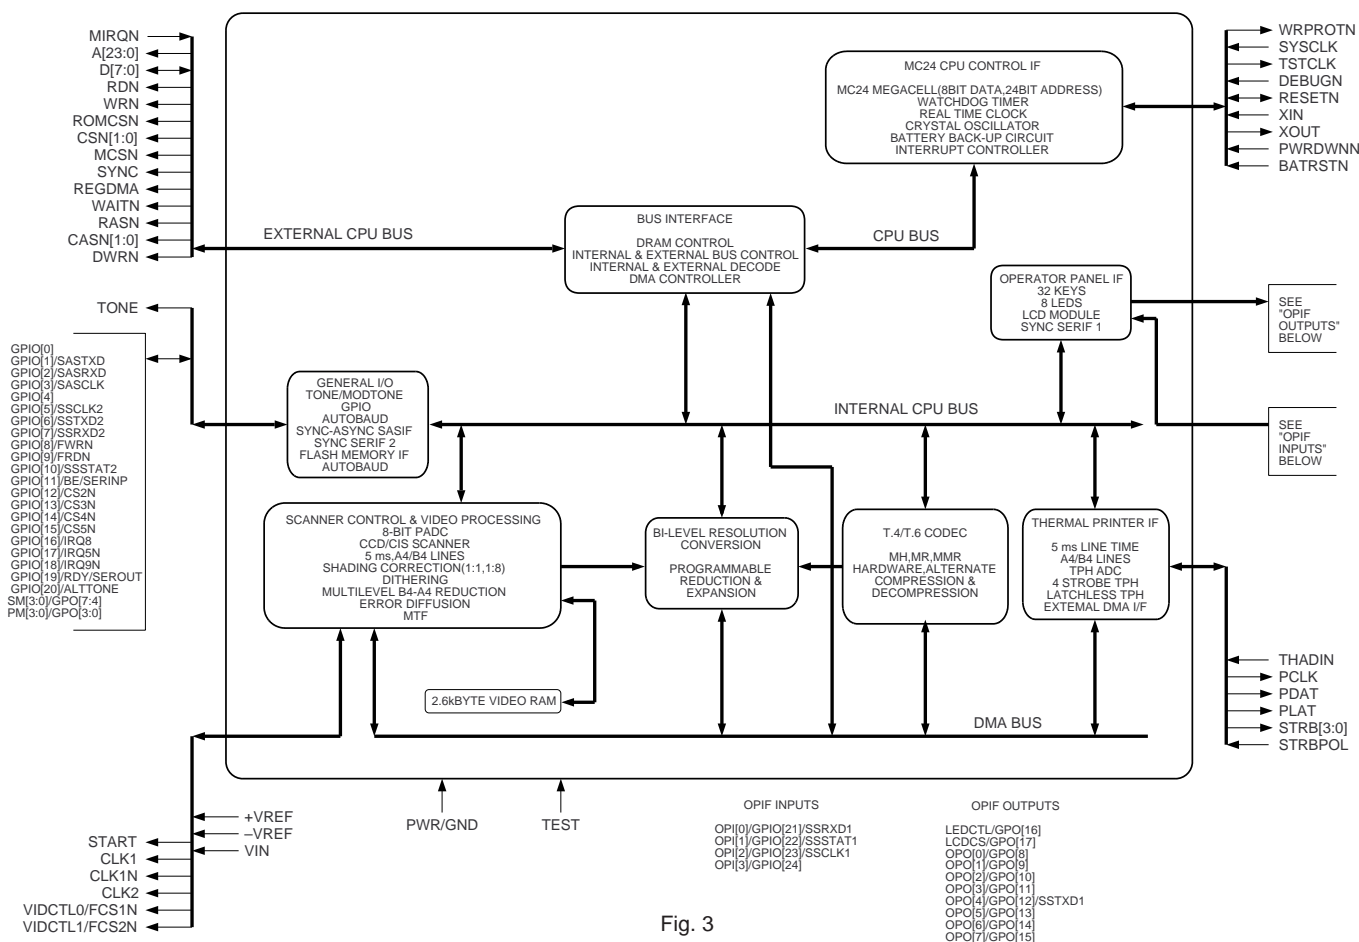 MIRQN
A[23:0]
D[7:0]
RDN
WRN
ROMCSN
CSN[1:0]
MCSN
SYNC
REGDMA
WAITN
RASN
CASN[1:0]
DWRN
TONE
GPIO[0]
GPIO[1]/SASTXD
GPIO[2]/SASRXD
GPIO[3]/SASCLK
GPIO[4]
GPIO[5]/SSCLK2
GPIO[6]/SSTXD2
GPIO[7]/SSRXD2
GPIO[8]/FWRN
GPIO[9]/FRDN
GPIO[10]/SSSTAT2
GPIO[11]/BE/SERINP
GPIO[12]/CS2N
GPIO[13]/CS3N
GPIO[14]/CS4N
GPIO[15]/CS5N
GPIO[16]/IRQ8
GPIO[17]/IRQ5N
GPIO[18]/IRQ9N
GPIO[19]/RDY/SEROUT
GPIO[20]/ALTTONE
SM[3:0]/GPO[7:4]
PM[3:0]/GPO[3:0]
MC24 CPU CONTROL IF
MC24 MEGACELL(8BIT DATA,24BIT ADDRESS)
WATCHDOG TIMER
REAL TIME CLOCK
CRYSTAL OSCILLATOR
BATTERY BACK-UP CIRCUIT
INTERRUPT CONTROLLER
WRPROTN
SYSCLK
TSTCLK
DEBUGN
RESETN
XIN
XOUT
PWRDWNN
BATRSTN
EXTERNAL CPU BUS
BUS INTERFACE
DRAM CONTROL
INTERNAL & EXTERNAL BUS CONTROL
INTERNAL & EXTERNAL DECODE
DMA CONTROLLER
CPU BUS
OPERATOR PANEL IF
32 KEYS
8 LEDS
LCD MODULE
SYNC SERIF 1
SEE
"OPIF
OUTPUTS"
BELOW
GENERAL I/O
TONE/MODTONE
GPIO
AUTOBAUD
SYNC-ASYNC SASIF
SYNC SERIF 2
FLASH MEMORY IF
AUTOBAUD
INTERNAL CPU BUS
SEE
"OPIF
INPUTS"
BELOW
SCANNER CONTROL & VIDEO PROCESSING
8-BIT PADC
CCD/CIS SCANNER
5 ms,A4/B4 LINES
SHADING CORRECTION(1:1,1:8)
DITHERING
MULTILEVEL B4-A4 REDUCTION
ERROR DIFFUSION
MTF
BI-LEVEL RESOLUTION
CONVERSION
PROGRAMMABLE
REDUCTION &
EXPANSION
T.4/T.6 CODEC
MH,MR,MMR
HARDWARE,ALTERNATE
COMPRESSION &
DECOMPRESSION
THERMAL PRINTER IF
5 ms LINE TIME
A4/B4 LINES
TPH ADC
4 STROBE TPH
LATCHLESS TPH
EXTEMAL DMA I/F
2.6kBYTE VIDEO RAM
DMA BUS
THADIN
PCLK
PDAT
PLAT
STRB[3:0]
STRBPOL
+VREF
–VREF
VIN
START
CLK1
CLK1N
CLK2
VIDCTL0/FCS1N
VIDCTL1/FCS2N
PWR/GND
TEST
OPIF INPUTS
OPI[0]/GPIO[21]/SSRXD1
OPI[1]/GPIO[22]/SSSTAT1
OPI[2]/GPIO[23]/SSCLK1
OPI[3]/GPIO[24]
OPIF OUTPUTS
LEDCTL/GPO[16]
LCDCS/GPO[17]
OPO[0]/GPO[8]
OPO[1]/GPO[9]
OPO[2]/GPO[10]
OPO[3]/GPO[11]
OPO[4]/GPO[12]/SSTXD1
OPO[5]/GPO[13]
OPO[6]/GPO[14]
OPO[7]/GPO[15]
Fig. 3